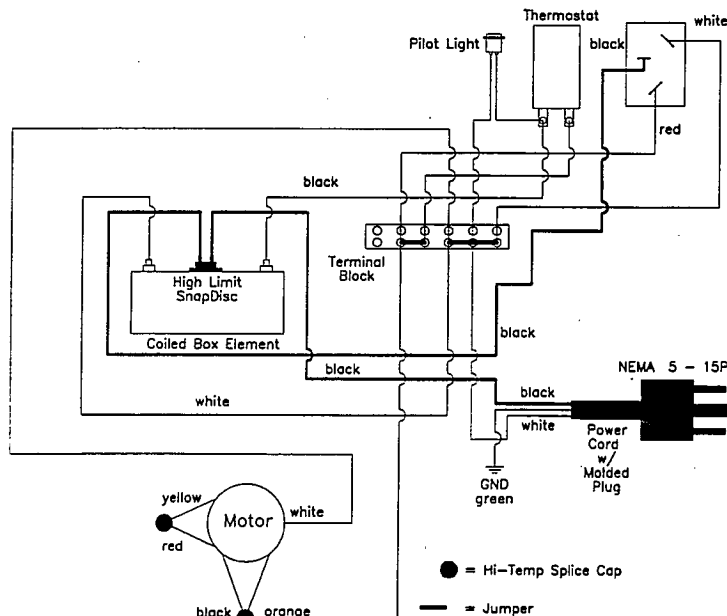 Thermostat
Pilot Light
black
white
red
black
Terminal
Block
High Limit
SnapDisc
Coiled Box Element
black
black
NEMA 5 - 15P
black
white
white
Power
Cord
w/
Molded
Plug
GND
green
yellow
Motor
white
red
= Hi-Temp Splice Cap
black
orange
= Jumper